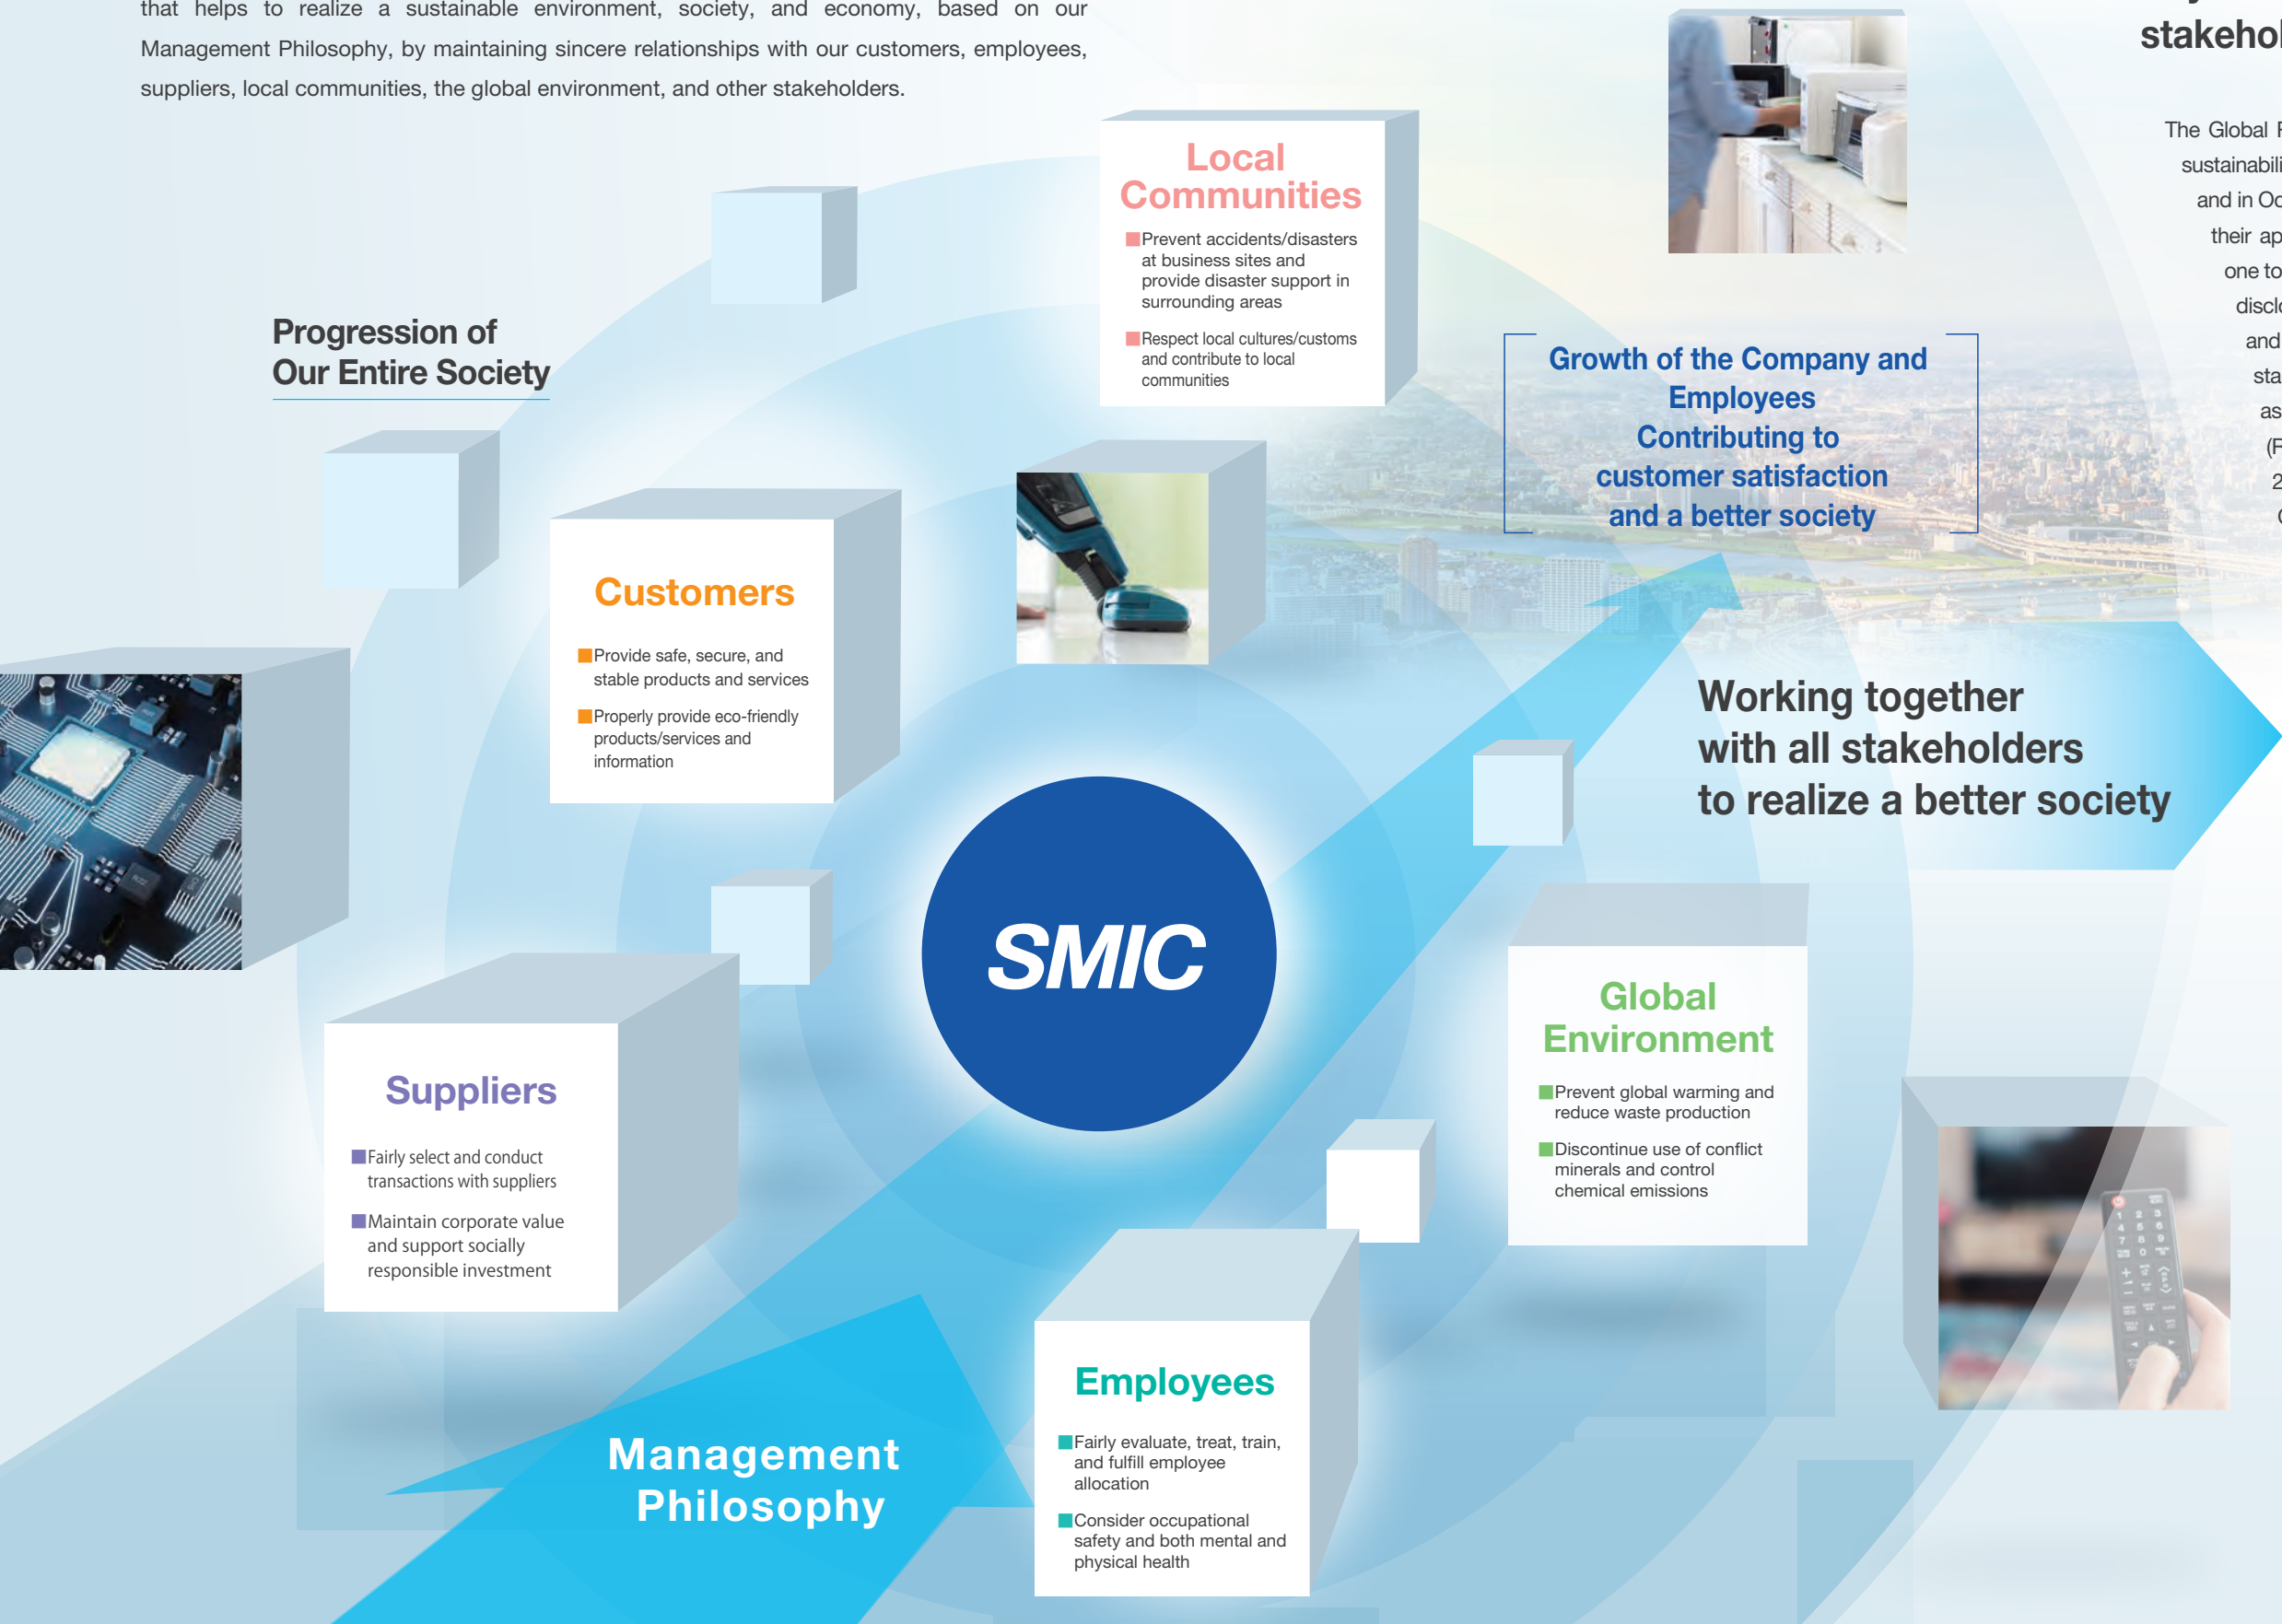 that helps to realize a sustainable environment, society, and economy, based on our
Management Philosophy, by maintaining sincere relationships with our customers, employees,
suppliers, local communities, the global environment, and other stakeholders.
Progression of
Our Entire Society
Local
Communities
Prevent accidents/disasters
at business sites and
provide disaster support in
surrounding areas
Respect local cultures/customs
and contribute to local
communities
Growth of the Company and
Employees
Contributing to
customer satisfaction
and a better society
Customers
Provide safe, secure, and
stable products and services
Properly provide eco-friendly
products/services and
information
Working together
with all stakeholders
to realize a better society
SMIC
Suppliers
Fairly select and conduct
transactions with suppliers
Maintain corporate value
and support socially
responsible investment
Global
Environment
Prevent global warming and
reduce waste production
Discontinue use of conflict
minerals and control
chemical emissions
Employees
Fairly evaluate, treat, train,
and fulfill employee
allocation
Consider occupational
safety and both mental and
physical health
Management
Philosophy
The Global
and in
their
one to
and